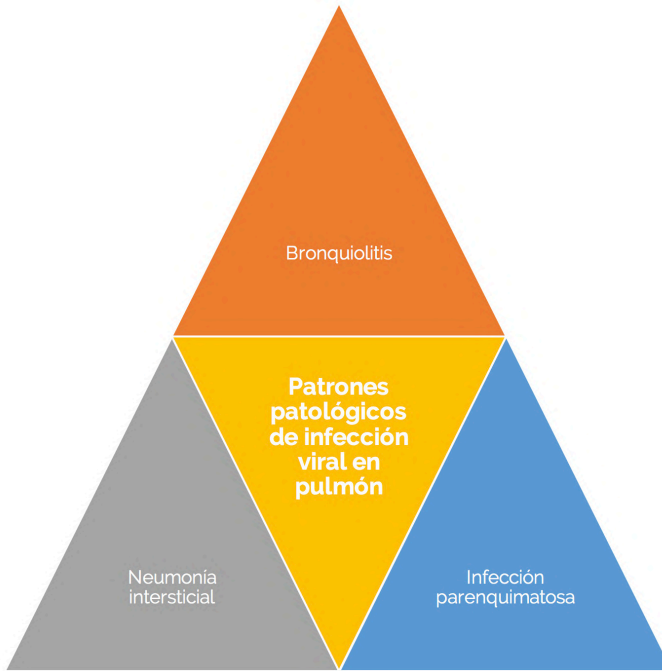 Bronquiolitis
Patrones
patológicos
de infección
viral en
pulmón
Neumonía
intersticial
Infección
parenquimatosa